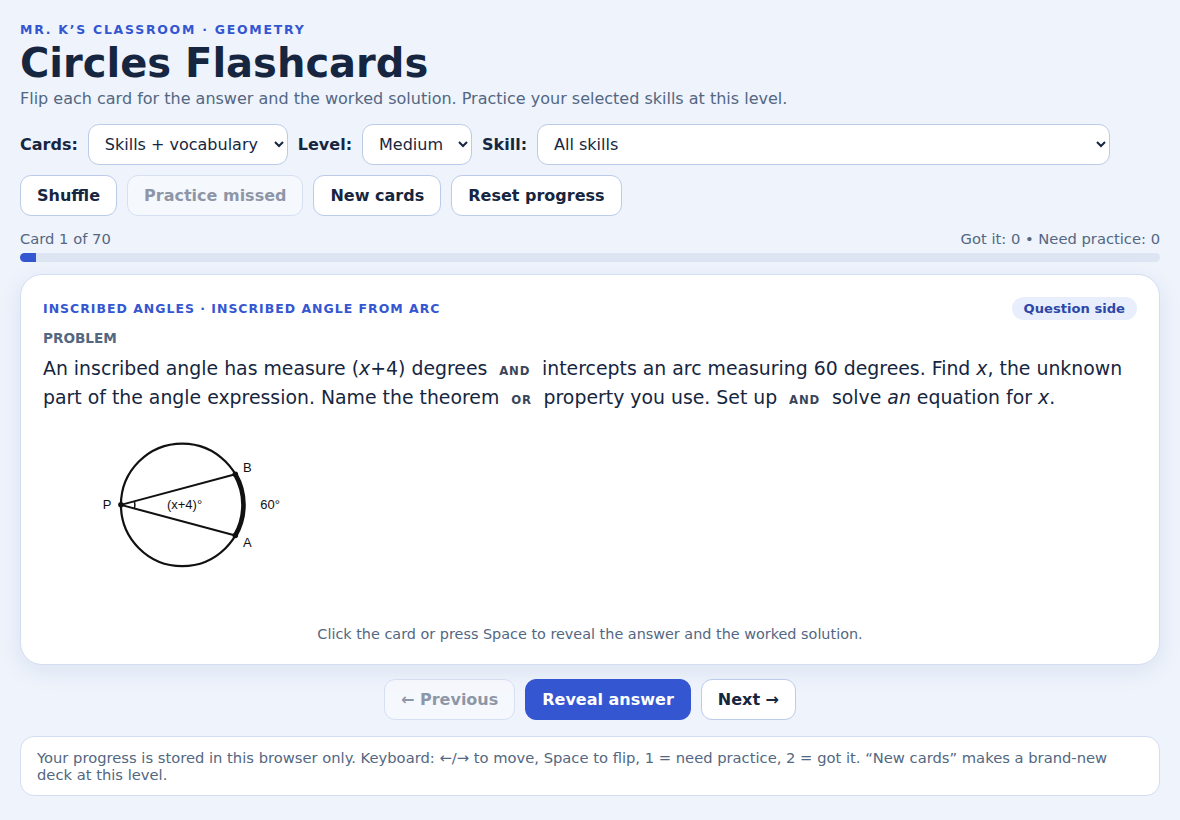 MR. K’S CLASSROOM · GEOMETRY
Circles Flashcards
Flip each card for the answer and the worked solution. Practice your selected skills at this level.
Cards: Skills + vocabulary Level: Medium Skill: All skills
Shuffle Practice missed New cards Reset progress
Card 1 of 70 Got it: 0 • Need practice: 0
INSCRIBED ANGLES · INSCRIBED ANGLE FROM ARC Question side
PROBLEM
An inscribed angle has measure (x+4) degrees AND intercepts an arc measuring 60 degrees. Find x, the unknown
part of the angle expression. Name the theorem OR property you use. Set up AND solve an equation for x.
B
P (x+4)° 60°
A
Click the card or press Space to reveal the answer and the worked solution.
← Previous Reveal answer Next →
Your progress is stored in this browser only. Keyboard: ←/→ to move, Space to flip, 1 = need practice, 2 = got it. “New cards” makes a brand-new
deck at this level.